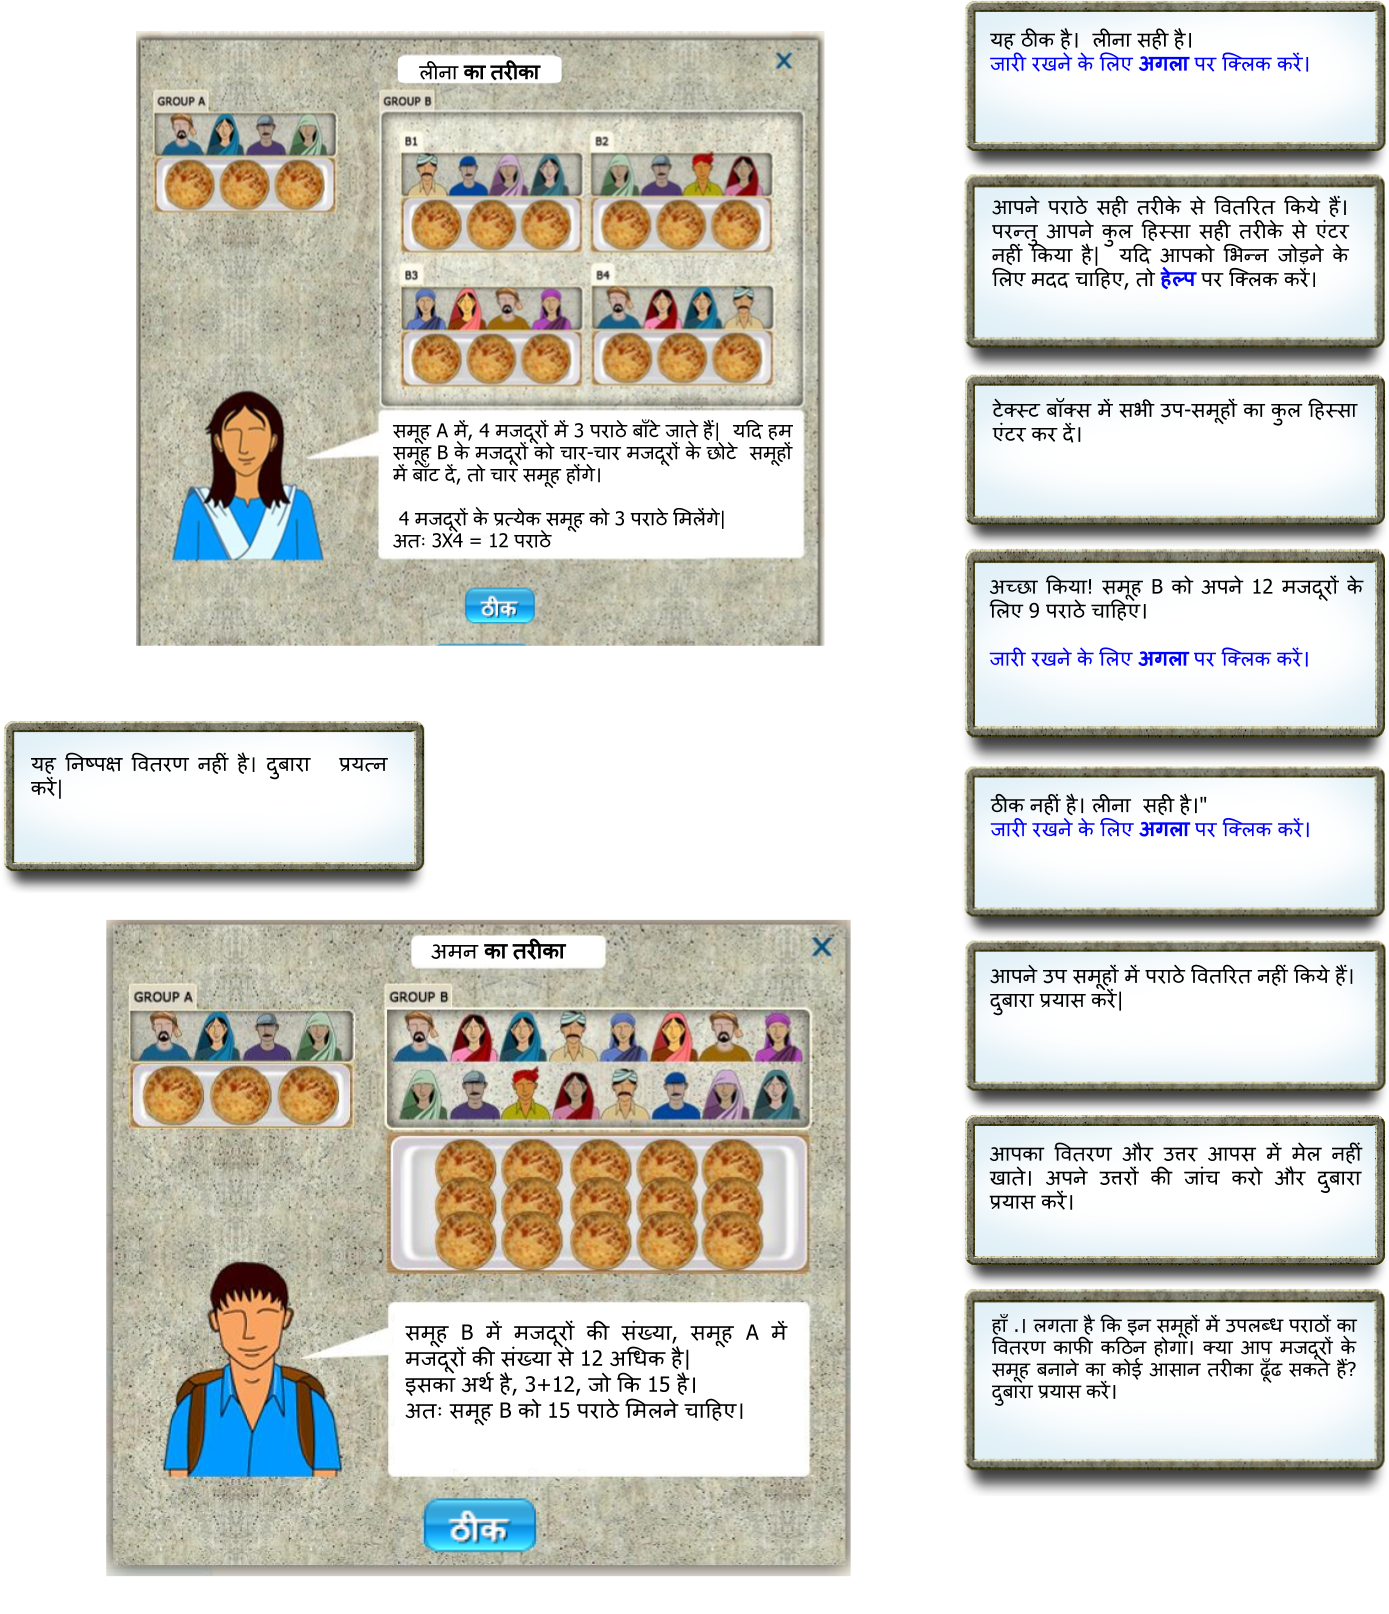 लीना का तरीका
X
GROUP A
GROUP B
B1
B2
B3
B4
समूह A में, 4 मजदूरों में 3 पराठे बाँटे जाते हैं| यदि हम
समूह B के मजदूरों को चार-चार मजदूरों के छोटे समूहों
में बाँट दें, तो चार समूह होंगे।
4 मजदूरों के प्रत्येक समूह को 3 पराठे मिलेंगे|
अतः 3X4 = 12 पराठे
ठीक
यह निष्पक्ष वितरण नहीं है। दुबारा प्रयत्न
करें|
अमन का तरीका
X
GROUP A
GROUP B
समूह B में मजदूरों की संख्या, समूह A में
मजदूरों की संख्या से 12 अधिक है|
इसका अर्थ है, 3+12, जो कि 15 है।
अतः समूह B को 15 पराठे मिलने चाहिए।
ठीक
यह ठीक है। लीना सही है।
जारी रखने के लिए अगला पर क्लिक करें।
आपने पराठे सही तरीके से वितरित किये हैं।
परन्तु आपने कुल हिस्सा सही तरीके से एंटर
नहीं किया है| यदि आपको भिन्न जोड़ने के
लिए मदद चाहिए, तो हेल्प पर क्लिक करें।
टेक्स्ट बॉक्स में सभी उप-समूहों का कुल हिस्सा
एंटर कर दें।
अच्छा किया! समूह B को अपने 12 मजदूरों के
लिए 9 पराठे चाहिए।
जारी रखने के लिए अगला पर क्लिक करें।
ठीक नहीं है। लीना सही है।"
जारी रखने के लिए अगला पर क्लिक करें।
आपने उप समूहों में पराठे वितरित नहीं किये हैं।
दुबारा प्रयास करें|
आपका वितरण और उत्तर आपस में मेल नहीं
खाते। अपने उत्तरों की जांच करो और दुबारा
प्रयास करें।
हाँ .। लगता है कि इन समूहों में उपलब्ध पराठों का
वितरण काफी कठिन होगा। क्या आप मजदूरों के
समूह बनाने का कोई आसान तरीका ढूँढ सकते हैं?
दुबारा प्रयास करें।